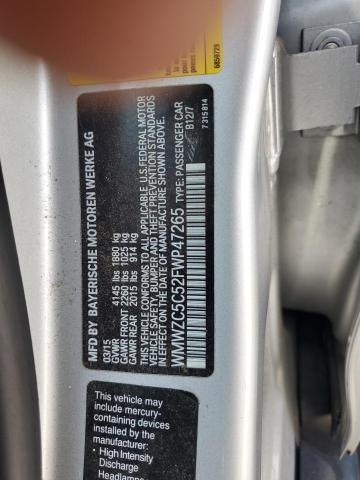 MFD BY BAYERISCHE MOTOREN WERKE AG
03/15
GVWR 4145 lbs 1880 kg
GAWR FRONT 2260 lbs 1025 kg
GAWR REAR 2015 lbs 914 kg
THIS VEHICLE CONFORMS
TO ALL APPLICABLE U.S. FEDERAL MOTOR
VEHICLE SAFETY,
BUMPER AND THEFT PREVENTION STANDARDS
IN EFFECT ON THE DATE
OF MANUFACTURE SHOWN ABOVE.
WMWZC5C52FWP47265
TYPE: PASSENGER CAR
B12/7
7315814
6859723
This vehicle may
include mercury-
containing devices
installed by the
manufacturer:
• High Intensity
Discharge
Headlamps